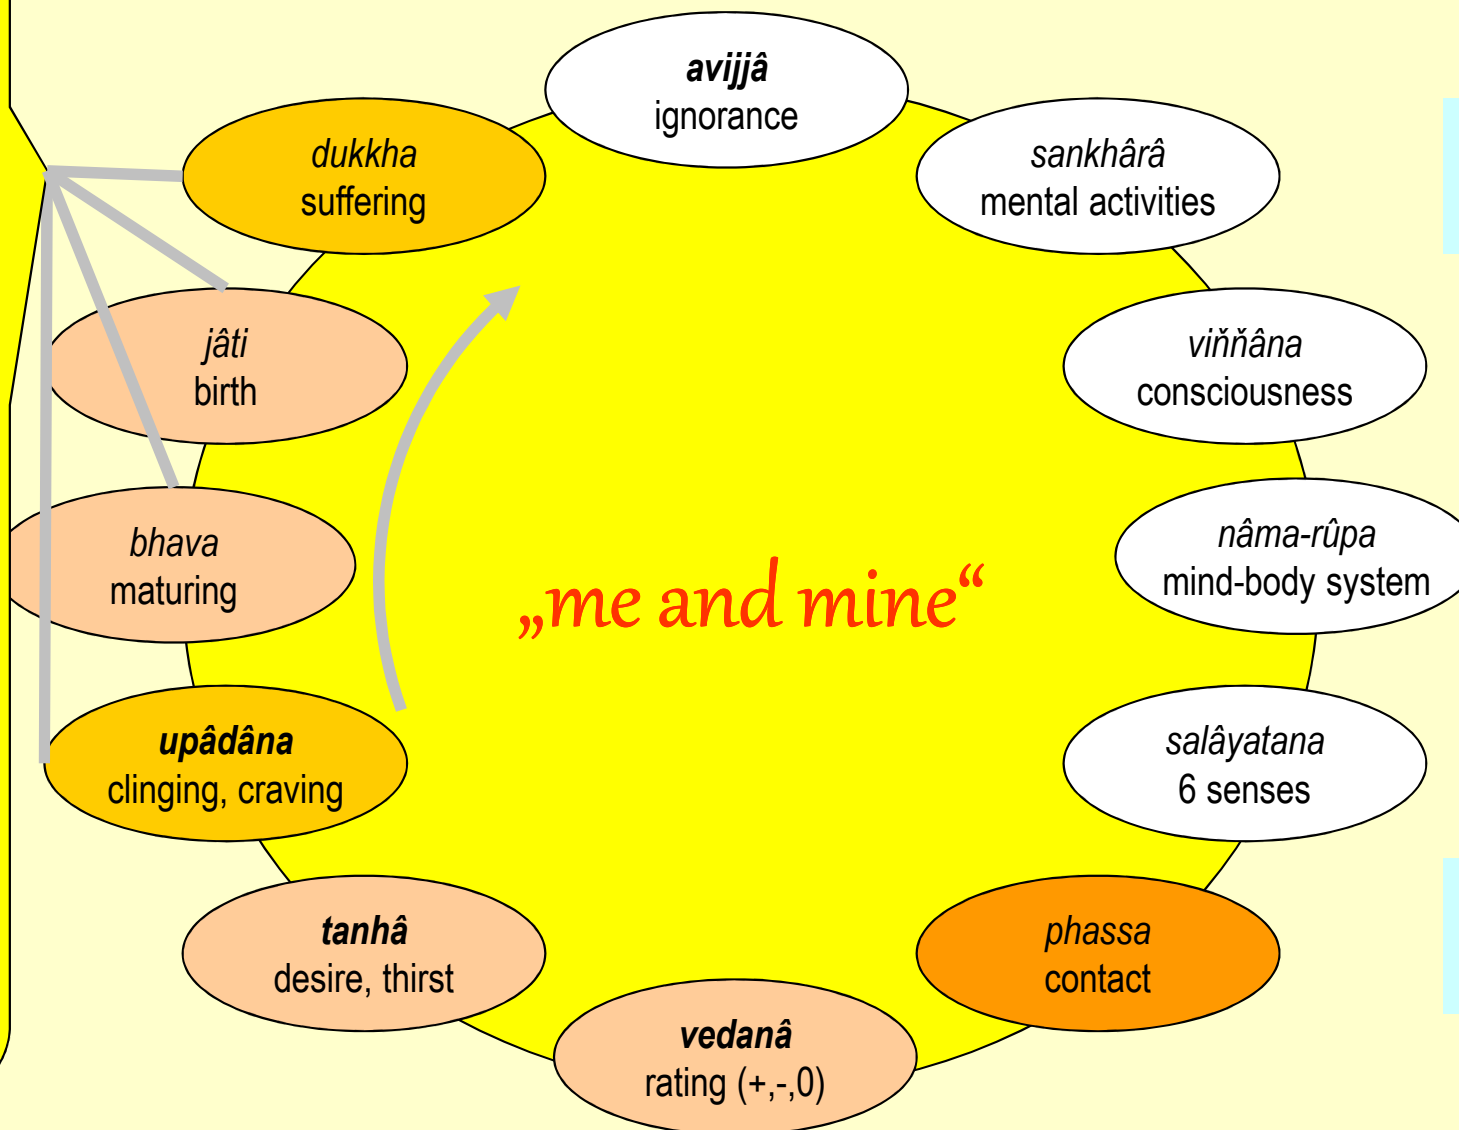 avijjâ
ignorance
sankhârâ
mental activities
viňňâna
consciousness
nâma-rûpa
mind-body system
salâyatana
6 senses
phassa
contact
vedanâ
rating (+,-,0)
tanhâ
desire, thirst
upâdâna
clinging, craving
bhava
maturing
jâti
birth
dukkha
suffering
„me and mine“